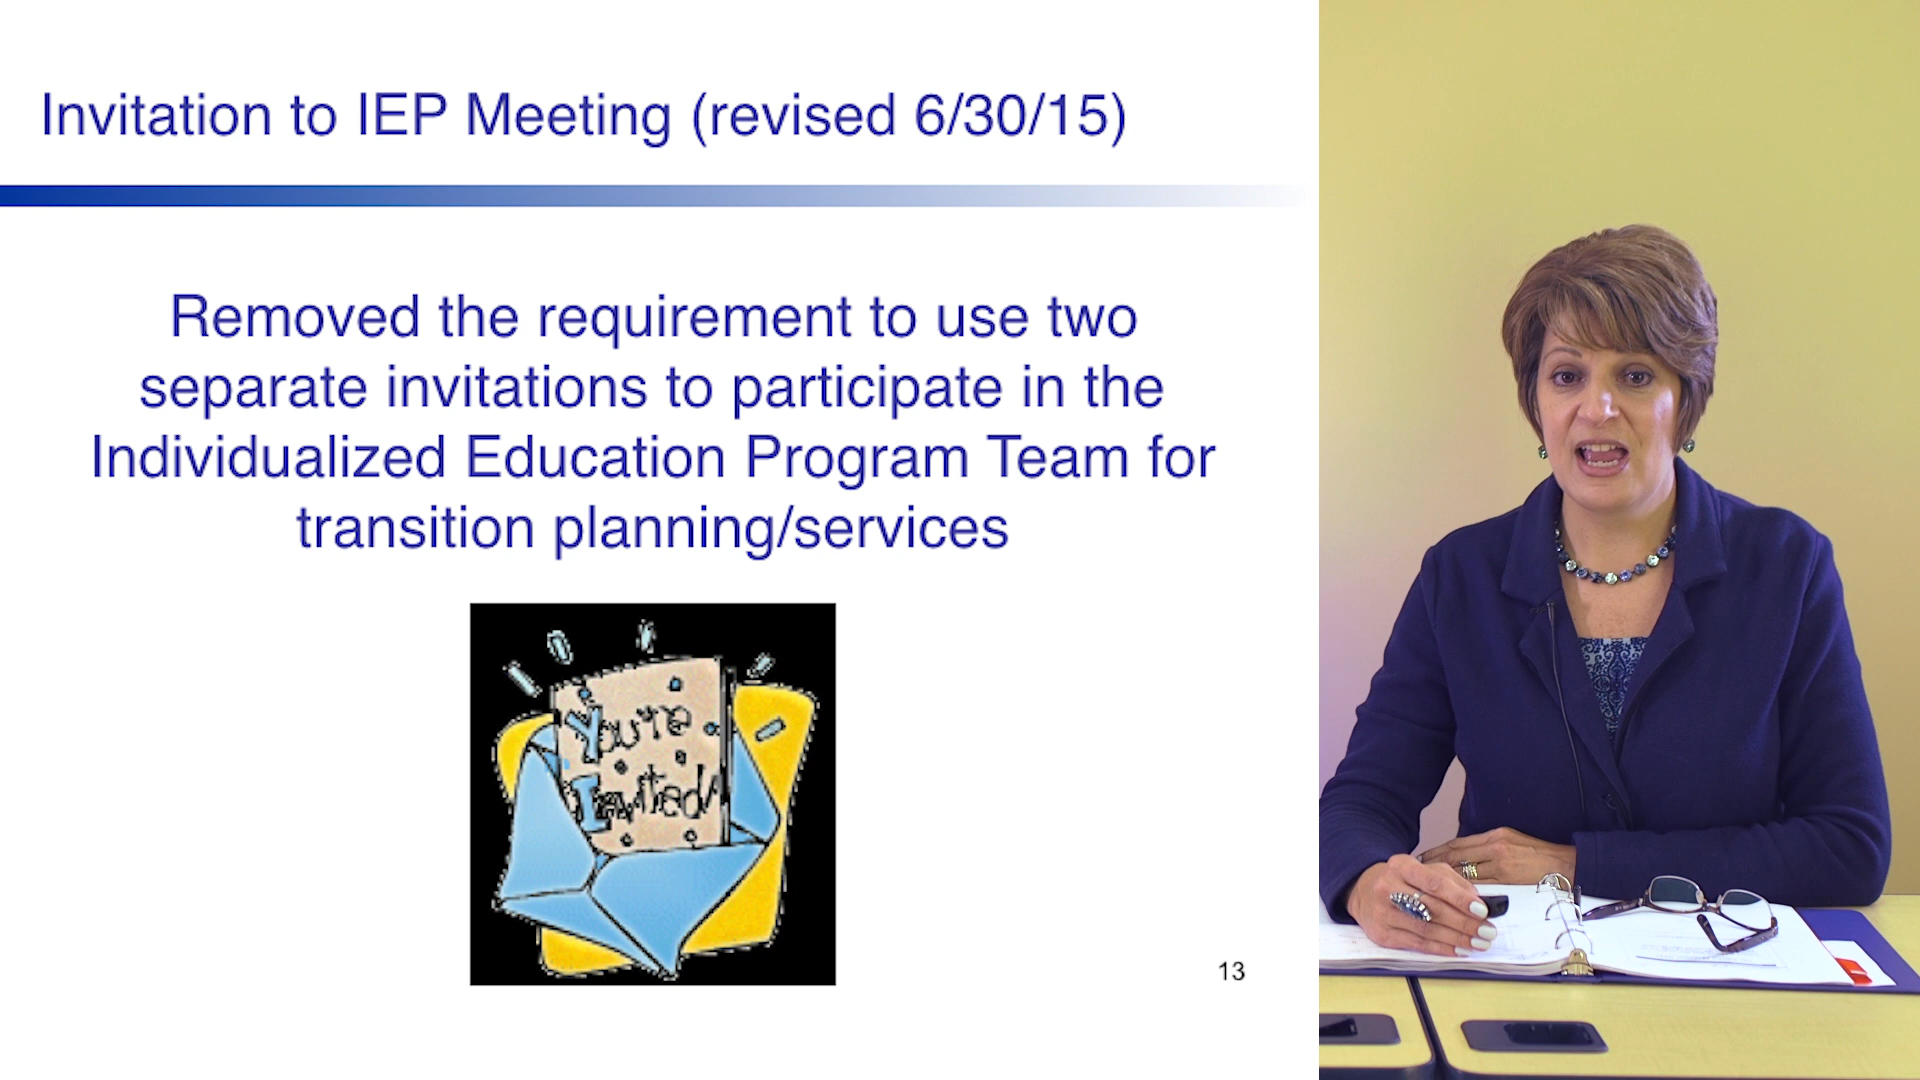 Invitation to IEP Meeting (revised 6/30/15)
Removed the requirement to use two
separate invitations to participate in the
Individualized Education Program Team for
transition planning/services
You're
Invited!
13